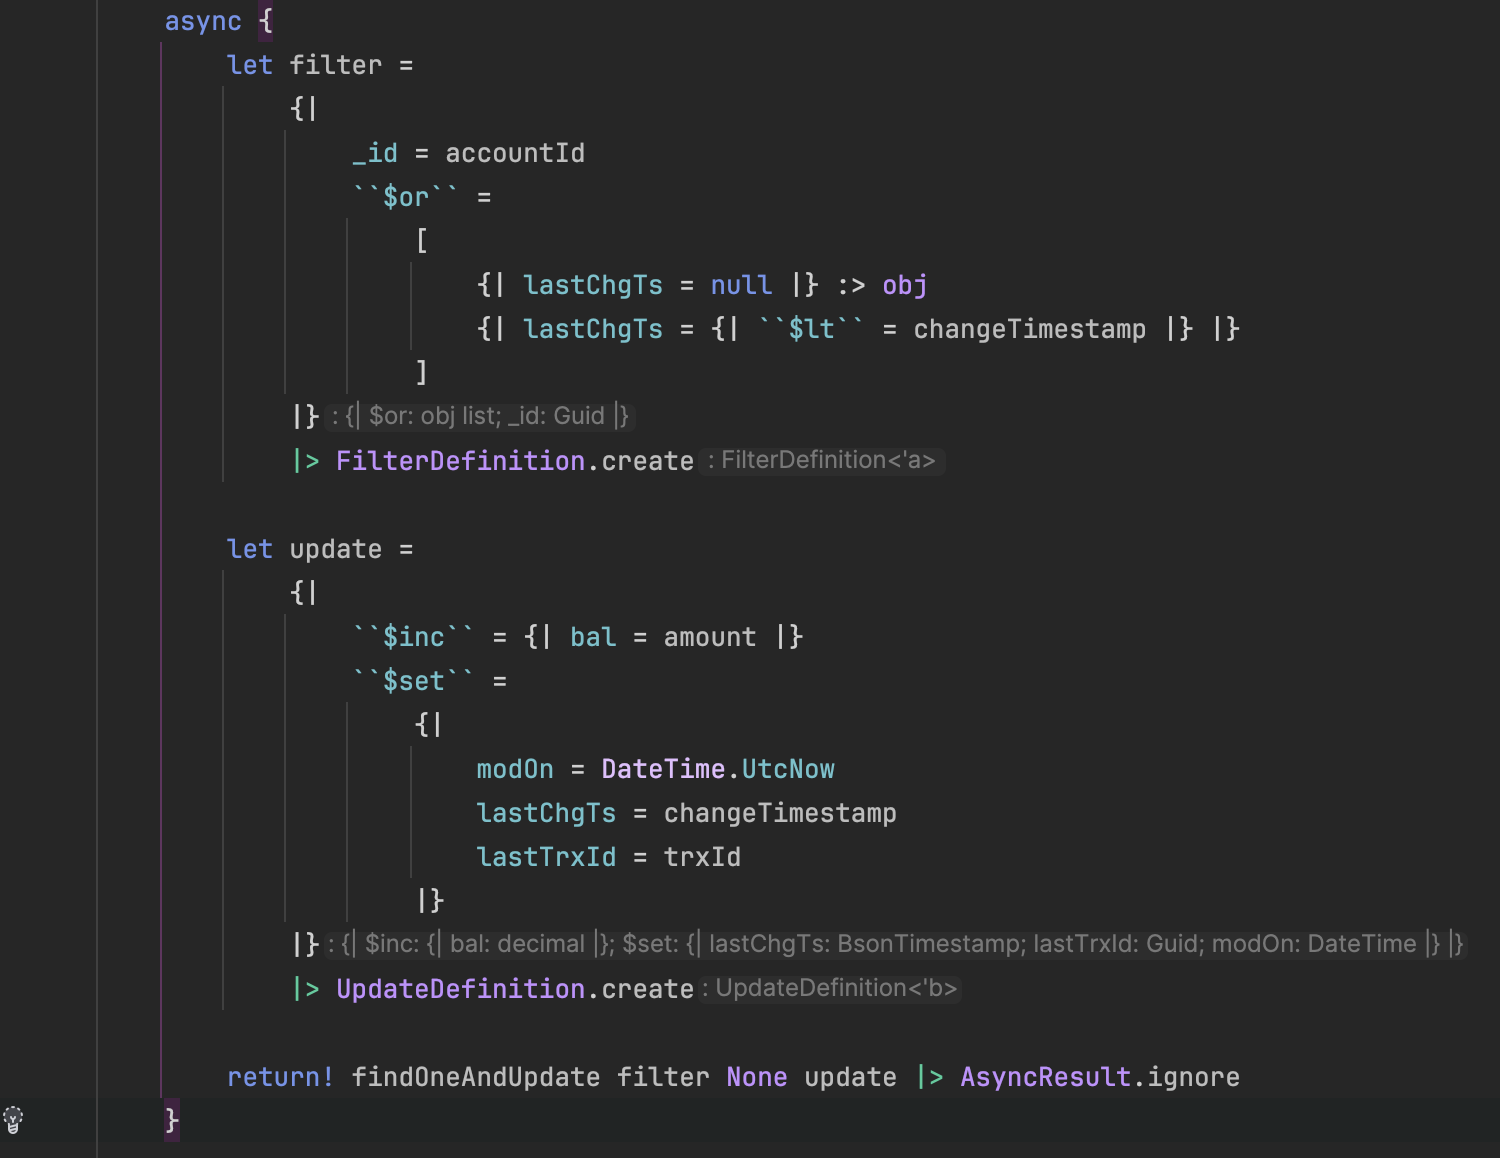 async {
let filter =
{|
_id = accountId
``$or`` =
[
{| lastChgTs = null |} :> obj
{| lastChgTs = {| ``$lt`` = changeTimestamp |} |}
]
|} : {| $or: obj list; _id: Guid |}
|> FilterDefinition.create : FilterDefinition<'a>
let update =
{|
``$inc`` = {| bal = amount |}
``$set`` =
{|
modOn = DateTime.UtcNow
lastChgTs = changeTimestamp
lastTrxId = trxId
|}
|} : {| $inc: {| bal: decimal |}; $set: {| lastChgTs: BsonTimestamp; lastTrxId: Guid; modOn: DateTime |} |}
|> UpdateDefinition.create : UpdateDefinition<'b>
return! findOneAndUpdate filter None update |> AsyncResult.ignore
}